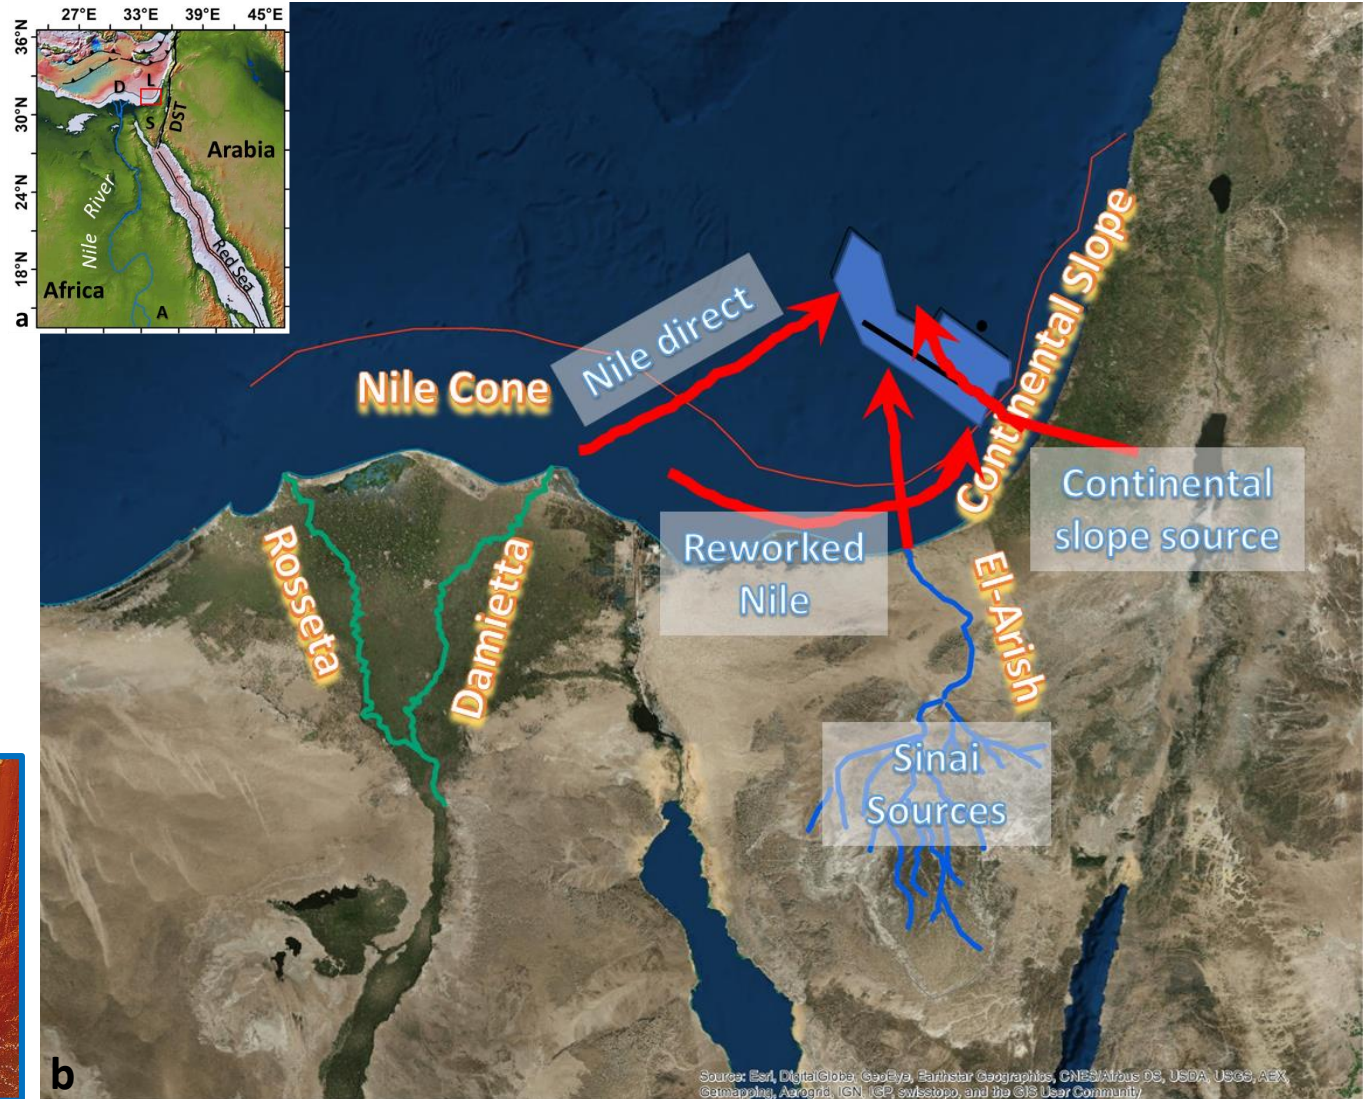 27°E 33°E 39°E 45°E
36°N
30°N
24°N
18°N
D L
S
DST
Arabia
Nile River
Red Sea
Africa
A
a
Nile Cone
Nile direct
Continental Slope
Continental
slope source
Reworked
Nile
Rosseta
Damietta
El-Arish
Sinai
Sources
b
Source: Esri, DigitalGlobe, GeoEye, Earthstar Geographics, CNES/Airbus DS, USDA, USGS, AEX,
Getmapping, Aerogrid, IGN, IGP, swisstopo, and the GIS User Community